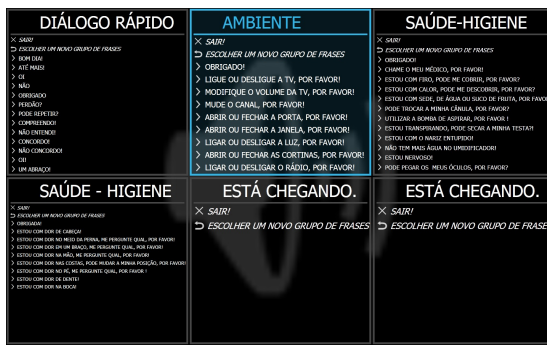 DIÁLOGO RÁPIDO
SAIR!
ESCOLHER UM NOVO GRUPO DE FRASES
BOM DIA!
ATÉ MAIS!
OI
NÃO
OBRIGADO
PERDÃO?
PODE REPETIR?
COMPREENDI!
NÃO ENTENDI!
CONCORDO!
NÃO CONCORDO!
OI!
UM ABRAÇO!
AMBIENTE
SAIR!
ESCOLHER UM NOVO GRUPO DE FRASES
OBRIGADO!
LIGUE OU DESLIGUE A TV, POR FAVOR!
MODIFIQUE O VOLUME DA TV, POR FAVOR!
MUDE O CANAL, POR FAVOR!
ABRIR OU FECHAR A PORTA, POR FAVOR!
ABRIR OU FECHAR A JANELA, POR FAVOR!
LIGAR OU DESLIGAR A LUZ, POR FAVOR!
ABRIR OU FECHAR AS CORTINAS, POR FAVOR!
LIGAR OU DESLIGAR O RÁDIO, POR FAVOR!
SAÚDE-HIGIENE
SAIR!
ESCOLHER UM NOVO GRUPO DE FRASES
OBRIGADO!
CHAME O MEU MÉDICO, POR FAVOR!
ESTOU COM FIRO, PODE ME COBRIR, POR FAVOR?
ESTOU COM CALOR, PODE ME DESCOBRIR, POR FAVOR?
ESTOU COM SEDE, DE ÁGUA OU SUCO DE FRUTA, POR FAVOR
PODE TROCAR A MINHA CÂNULA, POR FAVOR?
UTILIZAR A BOMBA DE ASPIRAR, POR FAVOR !
ESTOU TRANSPIRANDO, PODE SECAR A MINHA TESTA?!
ESTOU COM O NARIZ ENTUPIDO!
NÃO TEM MAIS ÁGUA NO UMIDIFICADOR!
ESTOU NERVOSO!
PODE PEGAR OS MEUS ÓCULOS, POR FAVOR?
SAÚDE - HIGIENE
SAIR!
ESCOLHER UM NOVO GRUPO DE FRASES
OBRIGADA!
ESTOU COM DOR DE CABEÇA!
ESTOU COM DOR NO MEIO DA PERNA, ME PERGUNTE QUAL, POR FAVOR!
ESTOU COM DOR EM UM BRAÇO, ME PERGUNTE QUAL, POR FAVOR!
ESTOU COM DOR NA MÃO, ME PERGUNTE QUAL, POR FAVOR!
ESTOU COM DOR NAS COSTAS, PODE MUDAR A MINHA POSIÇÃO, POR FAVOR!
ESTOU COM DOR NO PÉ, ME PERGUNTE QUAL, POR FAVOR !
ESTOU COM DOR DE DENTE!
ESTOU COM DOR NA BOCA!
ESTÁ CHEGANDO.
SAIR!
ESCOLHER UM NOVO GRUPO DE FRASES
ESTÁ CHEGANDO.
SAIR!
ESCOLHER UM NOVO GRUPO DE FRASES